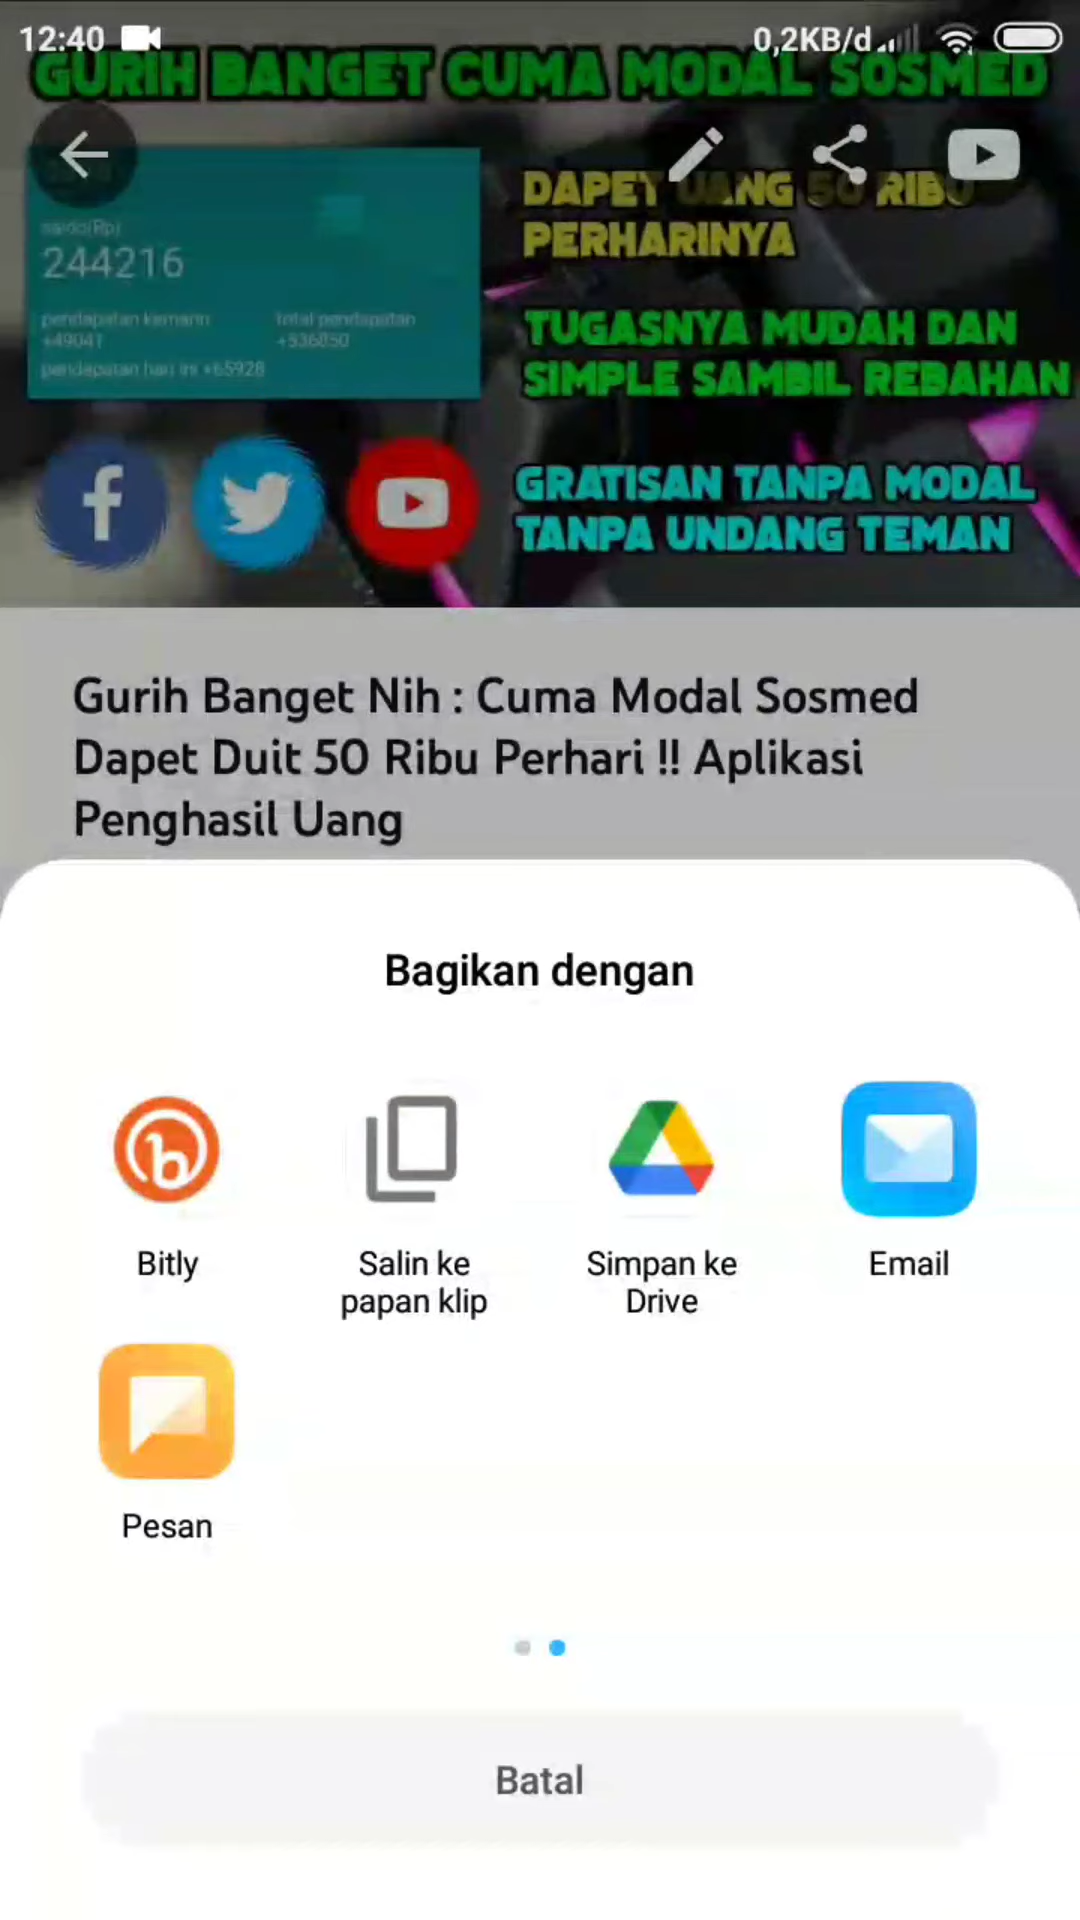 12:40
0,2KB/d
GURIH BANGET CUMA MODAL SOSMED
saldo(Rp)
244216
pendapatan kemarin
+49041
total pendapatan
+536850
pendapatan hari ini +65928
DAPET UANG 50 RIBU
PERHARINYA
TUGASNYA MUDAH DAN
SIMPLE SAMBIL REBAHAN
GRATISAN TANPA MODAL
TANPA UNDANG TEMAN
Gurih Banget Nih : Cuma Modal Sosmed
Dapet Duit 50 Ribu Perhari !! Aplikasi
Penghasil Uang
Bagikan dengan
Bitly
Salin ke
papan klip
Simpan ke
Drive
Email
Pesan
Batal